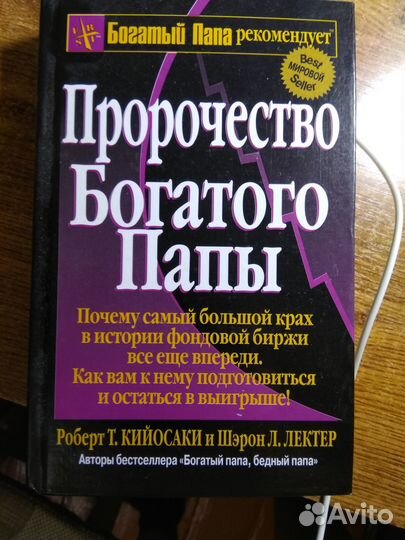 Богатый Папа рекомендует
Best
МИРОВОЙ
Seller
Пророчество
Богатого
Папы
Почему самый большой крах
в истории фондовой биржи
все еще впереди.
Как вам к нему подготовиться
и остаться в выигрыше!
Роберт Т. КИЙОСАКИ и Шэрон Л. ЛЕКТЕР
Авторы бестселлера «Богатый папа, бедный папа»
Avito